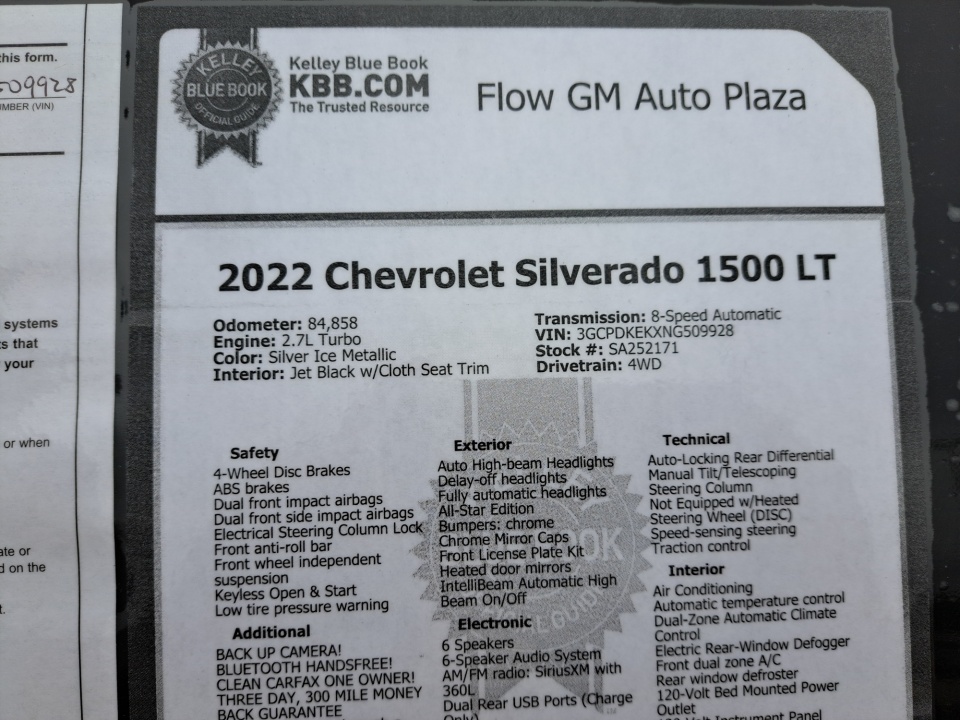 this form.
09928
MBER (VIN)
systems
s that
your
or when
ate or
d on the
t.
KELLEY
BLUE BOOK
OFFICIAL GUIDE
Kelley Blue Book
KBB.COM
The Trusted Resource
Flow GM Auto Plaza
2022 Chevrolet Silverado 1500 LT
Odometer: 84,858
Engine: 2.7L Turbo
Color: Silver Ice Metallic
Interior: Jet Black w/Cloth Seat Trim
Transmission: 8-Speed Automatic
VIN: 3GCPDKEKXNG509928
Stock #: SA252171
Drivetrain: 4WD
Safety
4-Wheel Disc Brakes
ABS brakes
Dual front impact airbags
Dual front side impact airbags
Electrical Steering Column Lock
Front anti-roll bar
Front wheel independent
suspension
Keyless Open & Start
Low tire pressure warning
Additional
BACK UP CAMERA!
BLUETOOTH HANDSFREE!
CLEAN CARFAX ONE OWNER!
THREE DAY, 300 MILE MONEY
BACK GUARANTEE
Exterior
Auto High-beam Headlights
Delay-off headlights
Fully automatic headlights
All-Star Edition
Bumpers: chrome
Chrome Mirror Caps
Front License Plate Kit
Heated door mirrors
IntelliBeam Automatic High
Beam On/Off
Electronic
6 Speakers
6-Speaker Audio System
AM/FM radio: SiriusXM with
360L
Dual Rear USB Ports (Charge
Only)
Technical
Auto-Locking Rear Differential
Manual Tilt/Telescoping
Steering Column
Not Equipped w/Heated
Steering Wheel (DISC)
Speed-sensing steering
Traction control
Interior
Air Conditioning
Automatic temperature control
Dual-Zone Automatic Climate
Control
Electric Rear-Window Defogger
Front dual zone A/C
Rear window defroster
120-Volt Bed Mounted Power
Outlet
120-Volt Instrument Panel